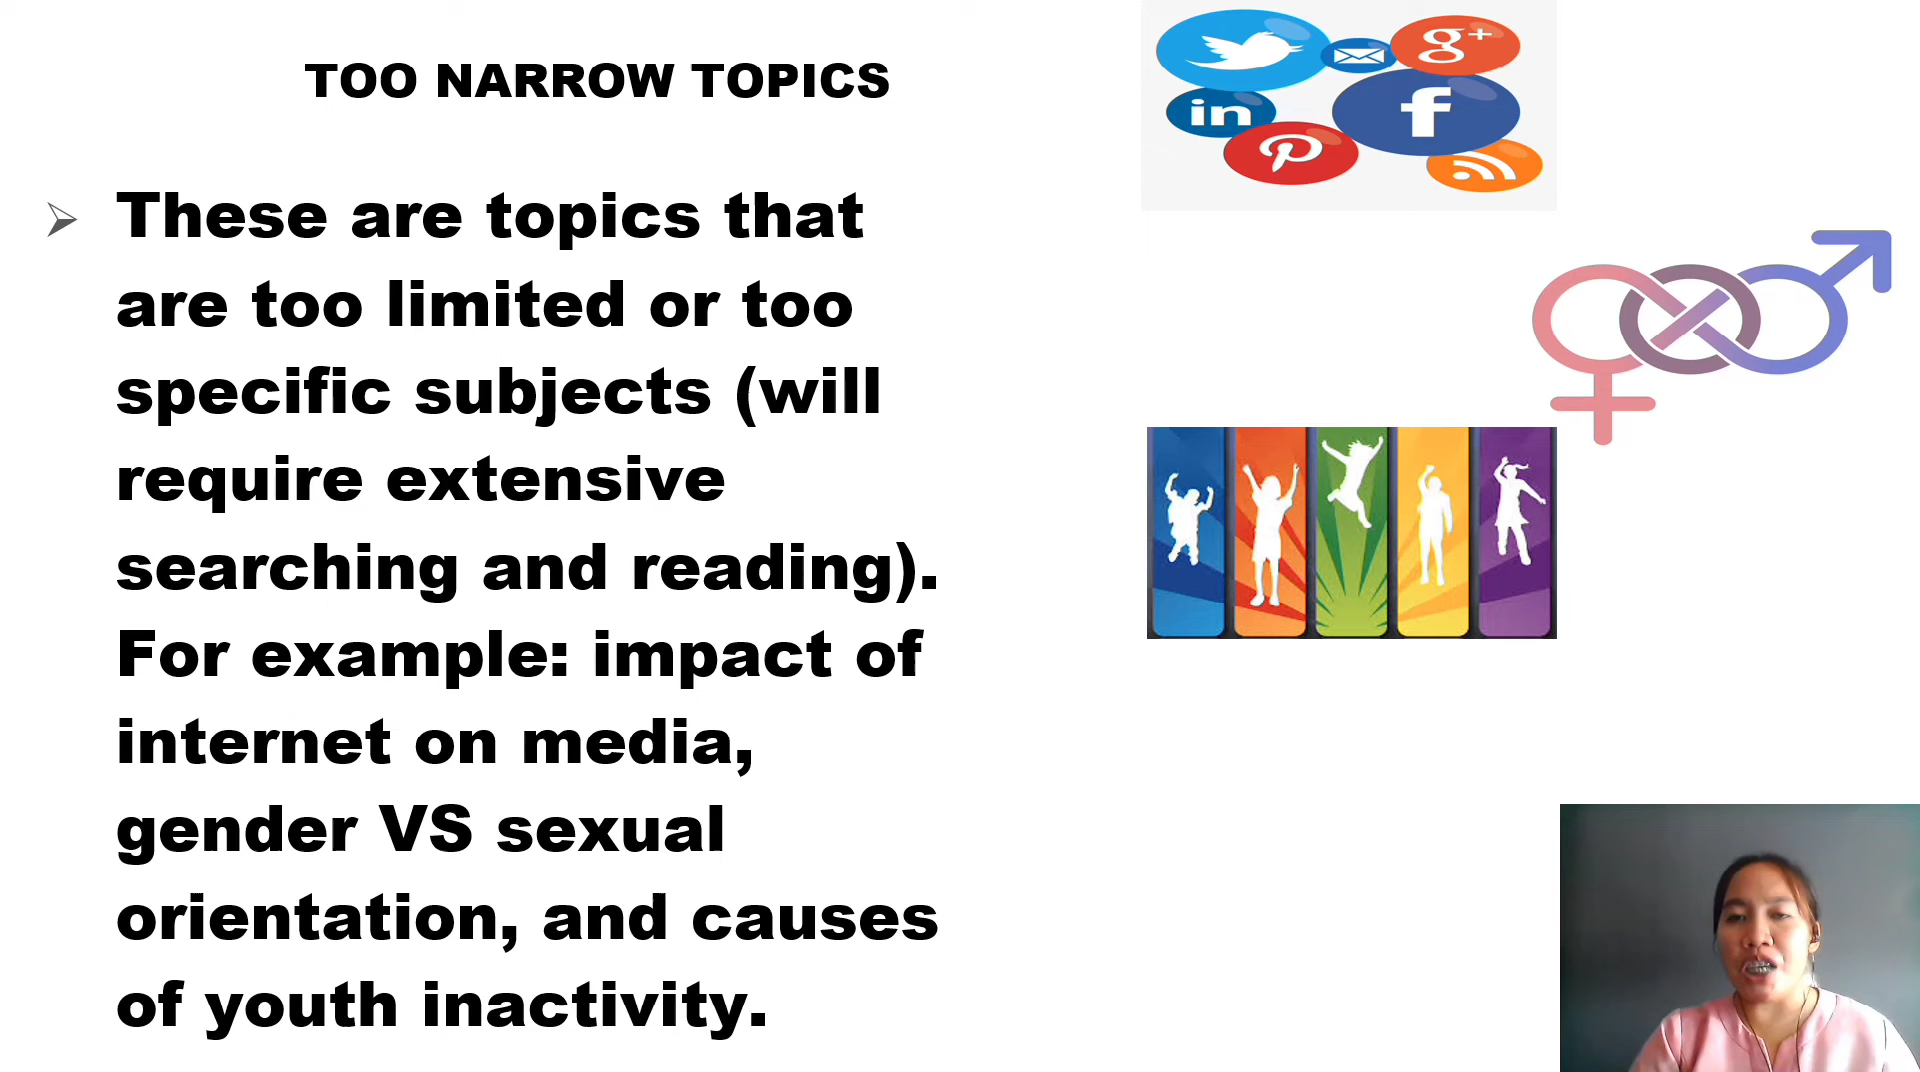 TOO NARROW TOPICS
These are topics that
are too limited or too
specific subjects (will
require extensive
searching and reading).
For example: impact of
internet on media,
gender VS sexual
orientation, and causes
of youth inactivity.
g+
in
f